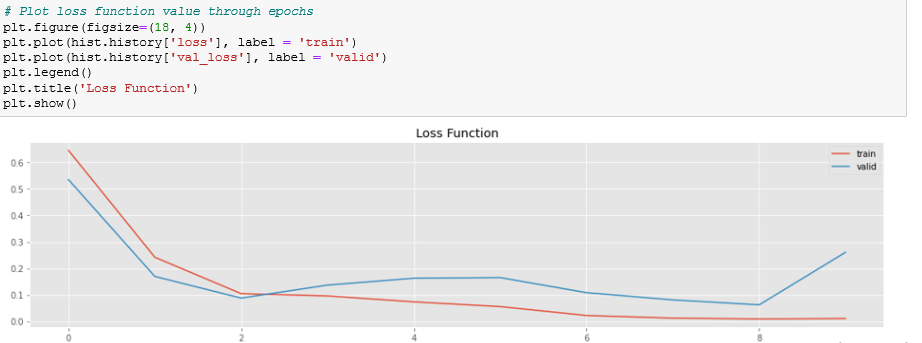 # Plot loss function value through epochs
plt.figure(figsize=(18, 4))
plt.plot(hist.history['loss'], label = 'train')
plt.plot(hist.history['val_loss'], label = 'valid')
plt.legend()
plt.title('Loss Function')
plt.show()
Loss Function
train
valid
0.6
0.5
0.4
0.3
0.2
0.1
0.0
0 2 4 6 8